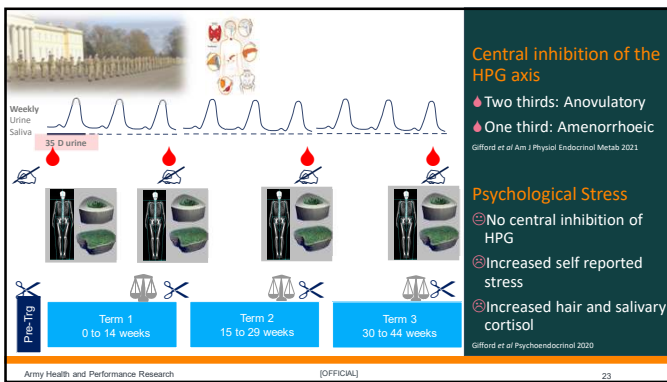 Weekly
Urine
Saliva
35 D urine
Pre-Trg
Term 1
0 to 14 weeks
Term 2
15 to 29 weeks
Term 3
30 to 44 weeks
Central inhibition of the
HPG axis
Two thirds: Anovulatory
One third: Amenorrhoeic
Gifford et al Am J Physiol Endocrinol Metab 2021
Psychological Stress
No central inhibition of
HPG
Increased self reported
stress
Increased hair and salivary
cortisol
Gifford et al Psychoendocrinol 2020
Army Health and Performance Research
[OFFICIAL]
23